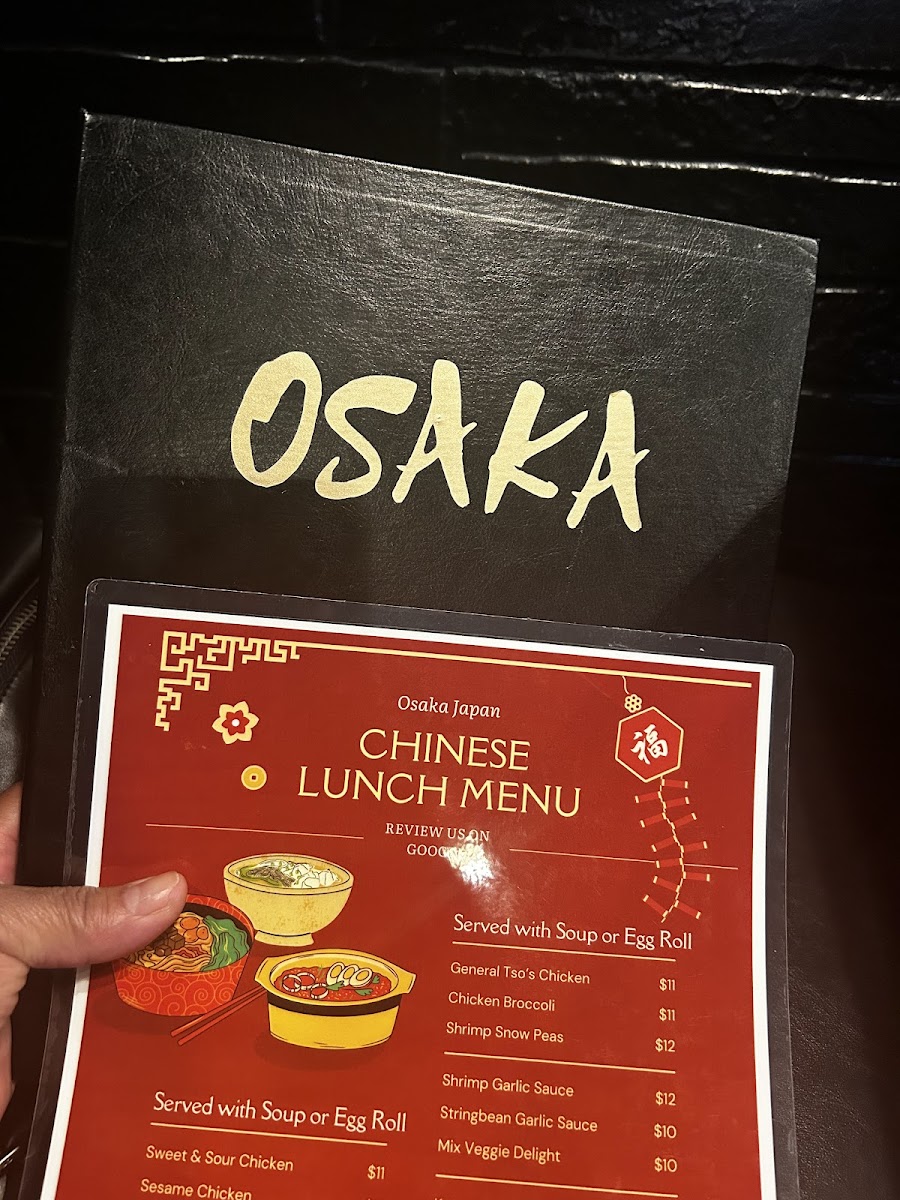 OSAKA
Osaka Japan
CHINESE
LUNCH MENU
REVIEW US ON
福
Served with Soup or Egg Roll
General Tso's Chicken $11
Chicken Broccoli $11
Shrimp Snow Peas $12
Shrimp Garlic Sauce $12
Stringbean Garlic Sauce $10
Mix Veggie Delight $10
Served with Soup or Egg Roll
Sweet & Sour Chicken $11
Sesame Chicken